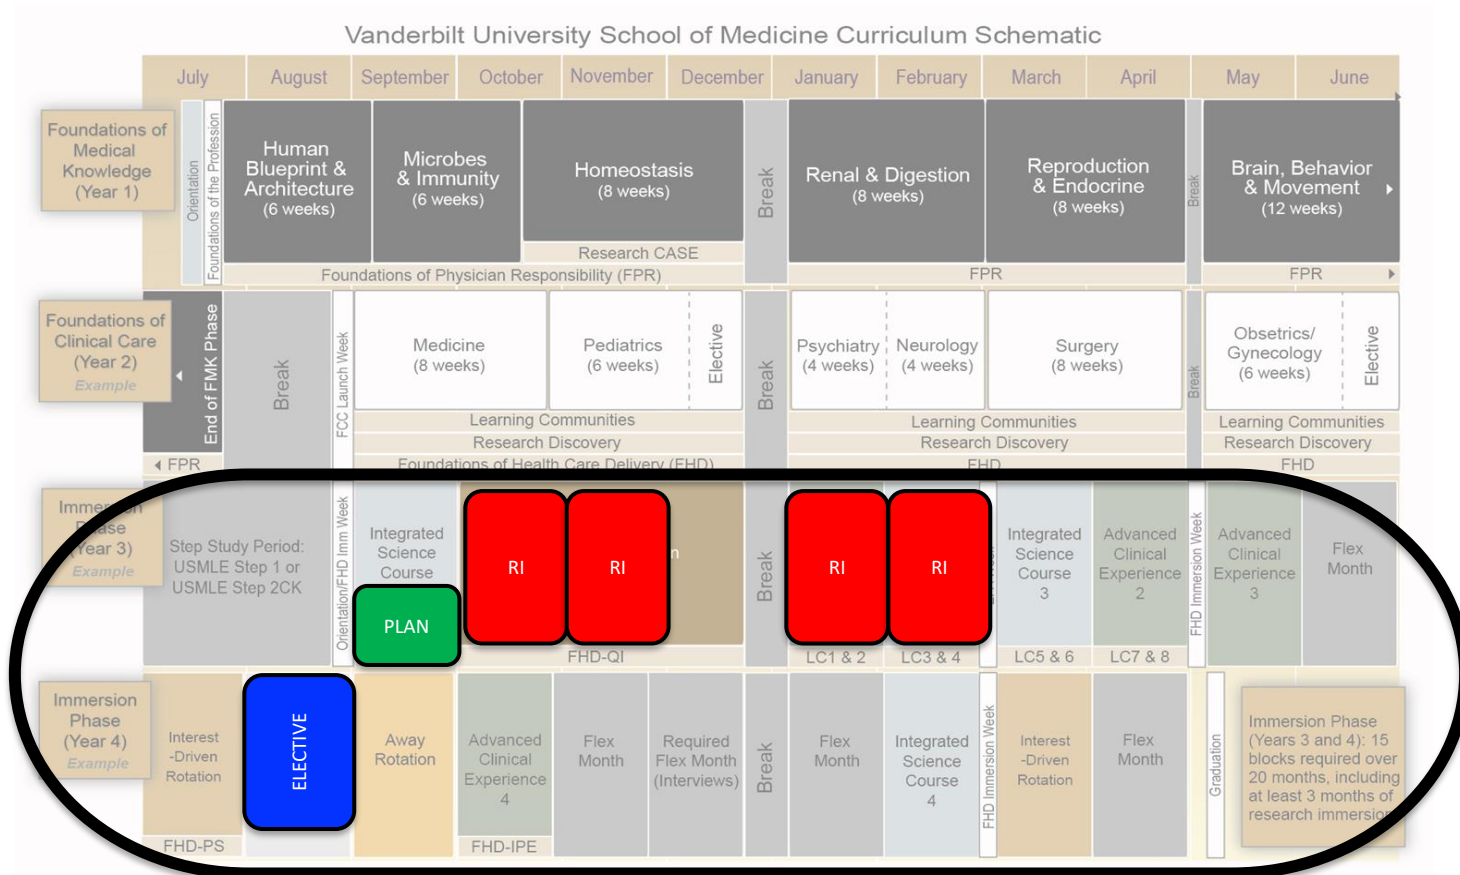 Vanderbilt University School of Medicine Curriculum Schematic
July August September October November December January February March April May June
Foundations of
Medical
Knowledge
(Year 1)
Orientation
Foundations of the Profession
Human
Blueprint &
Architecture
(6 weeks)
Microbes
& Immunity
(6 weeks)
Homeostasis
(8 weeks)
Research CASE
Foundations of Physician Responsibility (FPR)
Break
Renal & Digestion
(8 weeks)
Reproduction
& Endocrine
(8 weeks)
FPR
Break
Brain, Behavior
& Movement
(12 weeks)
FPR
Foundations of
Clinical Care
(Year 2)
Example
End of FMK Phase
FPR
Break
FCC Launch Week
Medicine
(8 weeks)
Pediatrics
(6 weeks)
Elective
Learning Communities
Research Discovery
Foundations of Health Care Delivery (FHD)
Break
Psychiatry
(4 weeks)
Neurology
(4 weeks)
Surgery
(8 weeks)
Learning Communities
Research Discovery
FHD
Break
Obsetrics/
Gynecology
(6 weeks)
Elective
Learning Communities
Research Discovery
FHD
Immersion
Phase
(Year 3)
Example
Step Study Period:
USMLE Step 1 or
USMLE Step 2CK
Orientation/FHD Imm Week
Integrated
Science
Course
PLAN
RI
RI
n
FHD-QI
Break
RI
RI
LC1 & 2
LC3 & 4
Integrated
Science
Course
3
LC5 & 6
Advanced
Clinical
Experience
2
LC7 & 8
FHD Immersion Week
Advanced
Clinical
Experience
3
Flex
Month
Immersion
Phase
(Year 4)
Example
Interest
-Driven
Rotation
FHD-PS
ELECTIVE
Away
Rotation
Advanced
Clinical
Experience
4
FHD-IPE
Flex
Month
Required
Flex Month
(Interviews)
Break
Flex
Month
Integrated
Science
Course
4
FHD Immersion Week
Interest
-Driven
Rotation
Flex
Month
Graduation
Immersion Phase
(Years 3 and 4): 15
blocks required over
20 months, including
at least 3 months of
research immersion